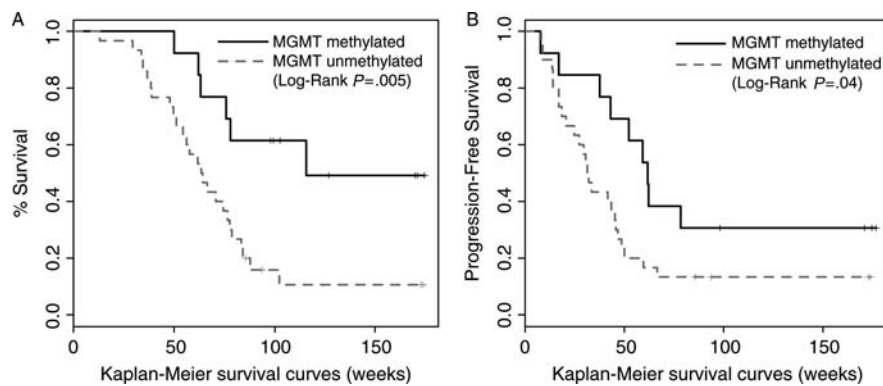 A
% Survival
1.0
0.8
0.6
0.4
0.2
0.0
MGMT methylated
MGMT unmethylated
(Log-Rank P=.005)
0 50 100 150
Kaplan-Meier survival curves (weeks)
B
Progression-Free Survival
1.0
0.8
0.6
0.4
0.2
0.0
MGMT methylated
MGMT unmethylated
(Log-Rank P=.04)
0 50 100 150
Kaplan-Meier survival curves (weeks)